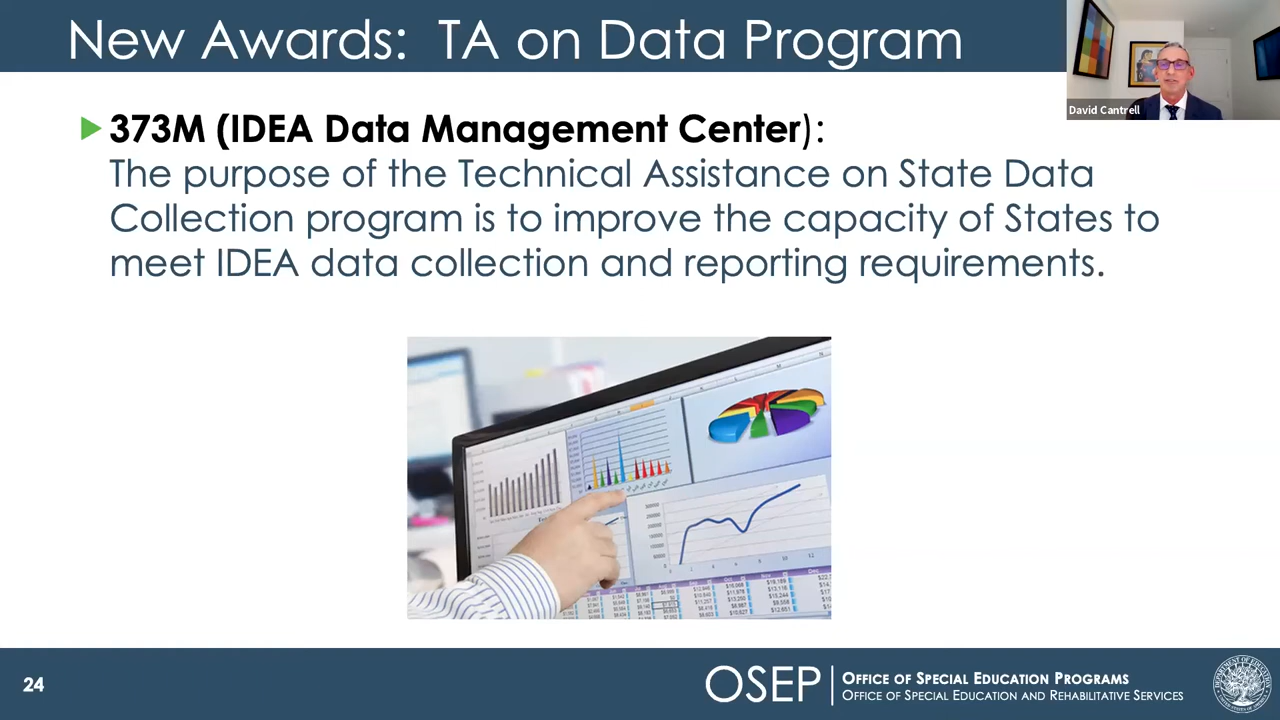 New Awards: TA on Data Program
David Cantrell
373M (IDEA Data Management Center):
The purpose of the Technical Assistance on State Data
Collection program is to improve the capacity of States to
meet IDEA data collection and reporting requirements.
24
OSEP
OFFICE OF SPECIAL EDUCATION PROGRAMS
OFFICE OF SPECIAL EDUCATION AND REHABILITATIVE SERVICES